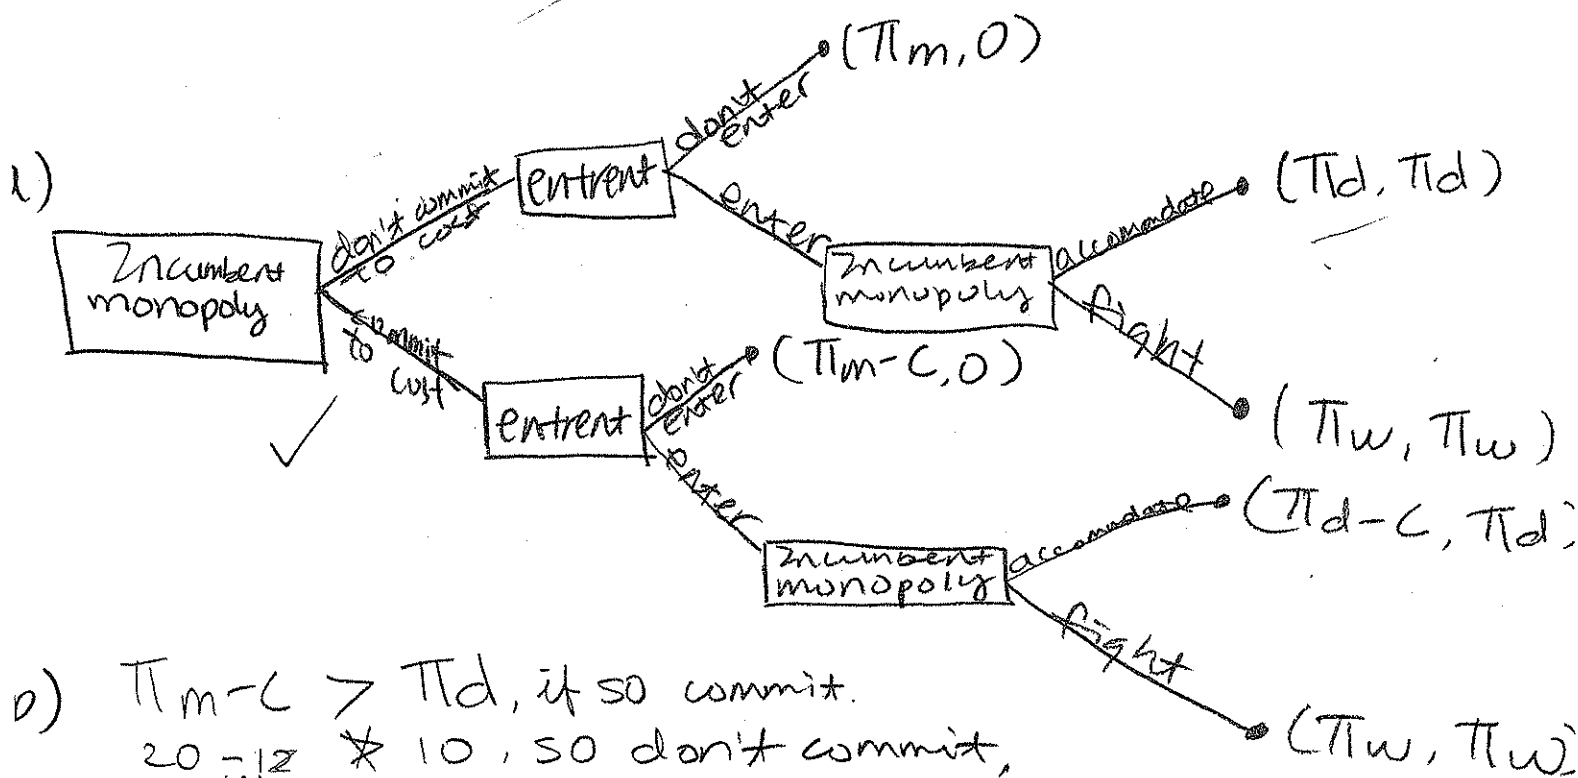 (πm, 0)
don't
enter
1)
entrent
(πd, πd)
don't commit
to cost
enter
accomandate
Incumbent
monopoly
Incumbent
monopoly
fight
commit
to cost
don't
enter
(πm-c, 0)
entrent
(πw, πw)
enter
accomandate
(πd-c, πd)
Incumbent
monopoly
fight
πm-c > πd, if so commit.
(πw, πw)
20-12 ≯ 10, so don't commit,